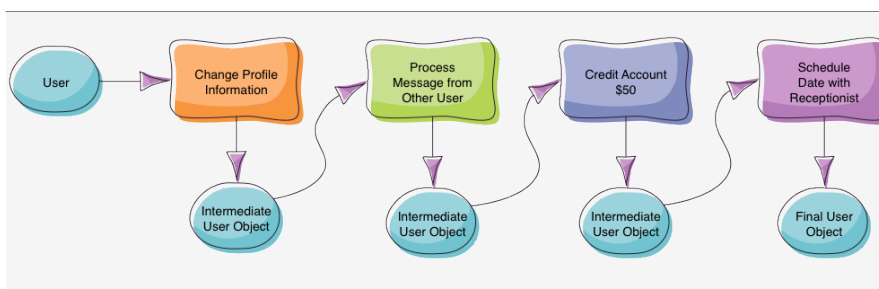 User
Change Profile
Information
Process
Message from
Other User
Credit Account
$50
Schedule
Date with
Receptionist
Intermediate
User Object
Intermediate
User Object
Intermediate
User Object
Final User
Object